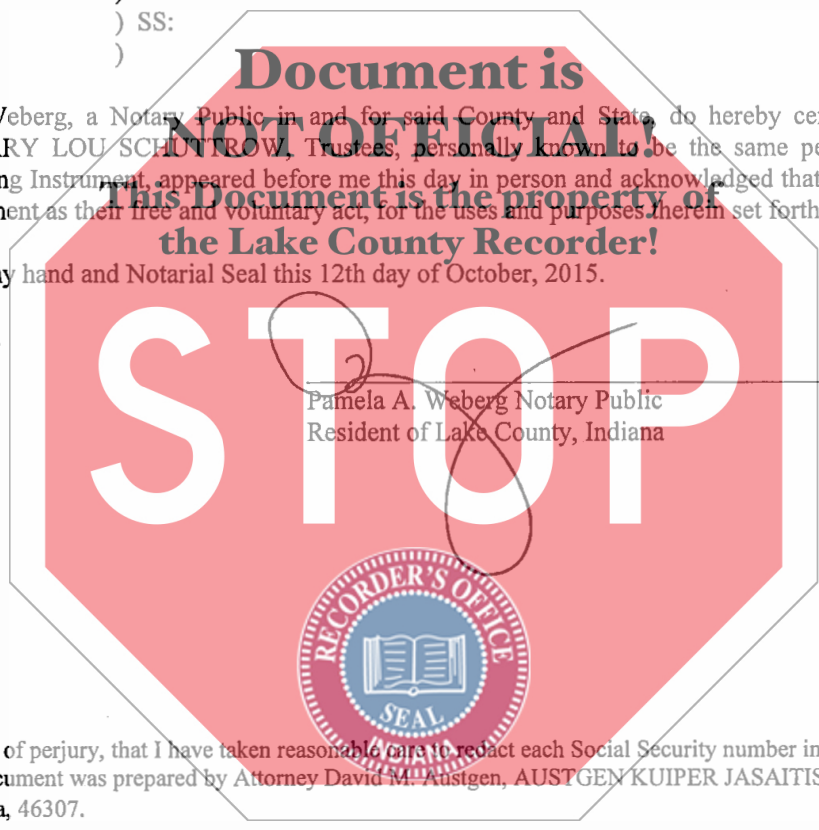 ) SS:
)
Document is
Weberg, a Notary Public in and for said County and State, do hereby cer
RY LOU SCHUTTROW, Trustees, personally known to be the same pe
NOT OFFICIAL!
ng Instrument, appeared before me this day in person and acknowledged that
This Document is the property of
ent as their free and voluntary act, for the uses and purposes therein set forth
the Lake County Recorder!
y hand and Notarial Seal this 12th day of October, 2015.
STOP
Pamela A. Weberg Notary Public
Resident of Lake County, Indiana
RECORDER'S OFFICE
SEAL
INDIANA
of perjury, that I have taken reasonable care to redact each Social Security number in
cument was prepared by Attorney David M. Austgen, AUSTGEN KUIPER JASAITIS
a, 46307.